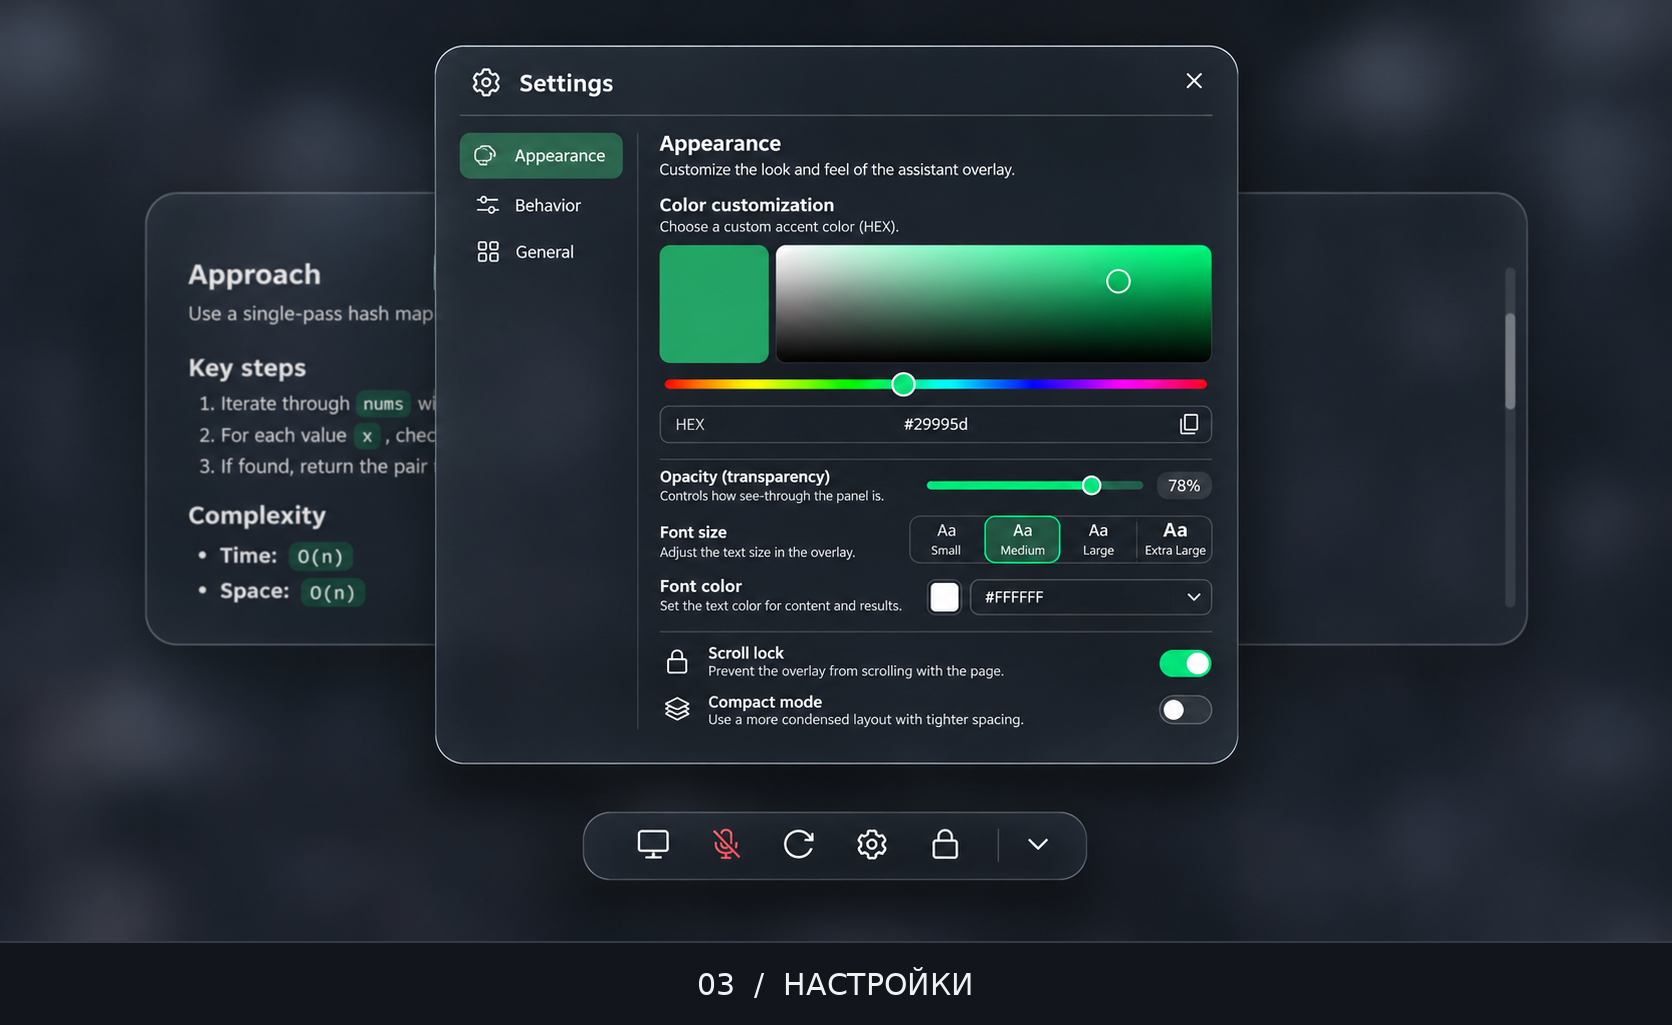 Settings
Appearance
Behavior
General
Appearance
Customize the look and feel of the assistant overlay.
Color customization
Choose a custom accent color (HEX).
HEX #29995d
Opacity (transparency)
Controls how see-through the panel is.
78%
Font size
Adjust the text size in the overlay.
Aa Aa Aa Aa
Small Medium Large Extra Large
Font color
Set the text color for content and results.
#FFFFFF
Scroll lock
Prevent the overlay from scrolling with the page.
Compact mode
Use a more condensed layout with tighter spacing.
Approach
Use a single-pass hash map
Key steps
1. Iterate through nums
2. For each value x ,
3. If found, return the pair
Complexity
• Time: O(n)
• Space: O(n)
03 / НАСТРОЙКИ